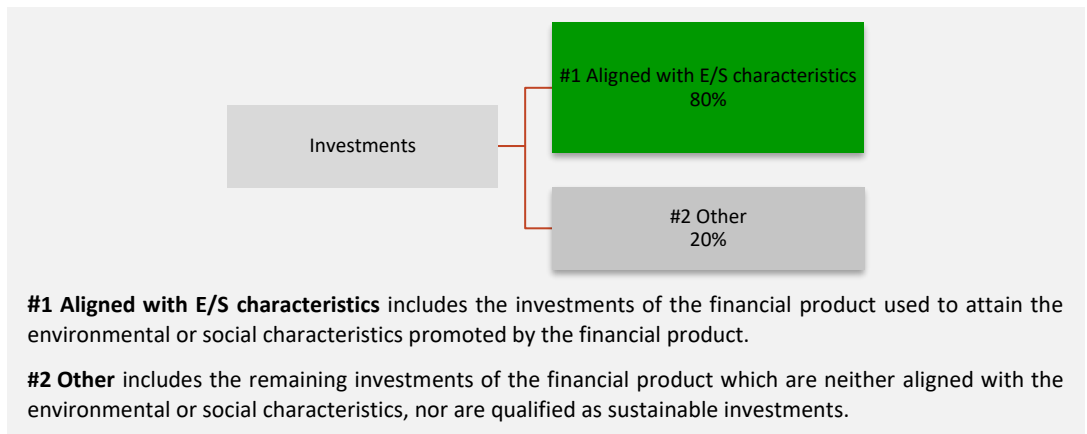 #1 Aligned with E/S characteristics
80%
Investments
#2 Other
20%
#1 Aligned with E/S characteristics includes the investments of the financial product used to attain the
environmental or social characteristics promoted by the financial product.
#2 Other includes the remaining investments of the financial product which are neither aligned with the
environmental or social characteristics, nor are qualified as sustainable investments.